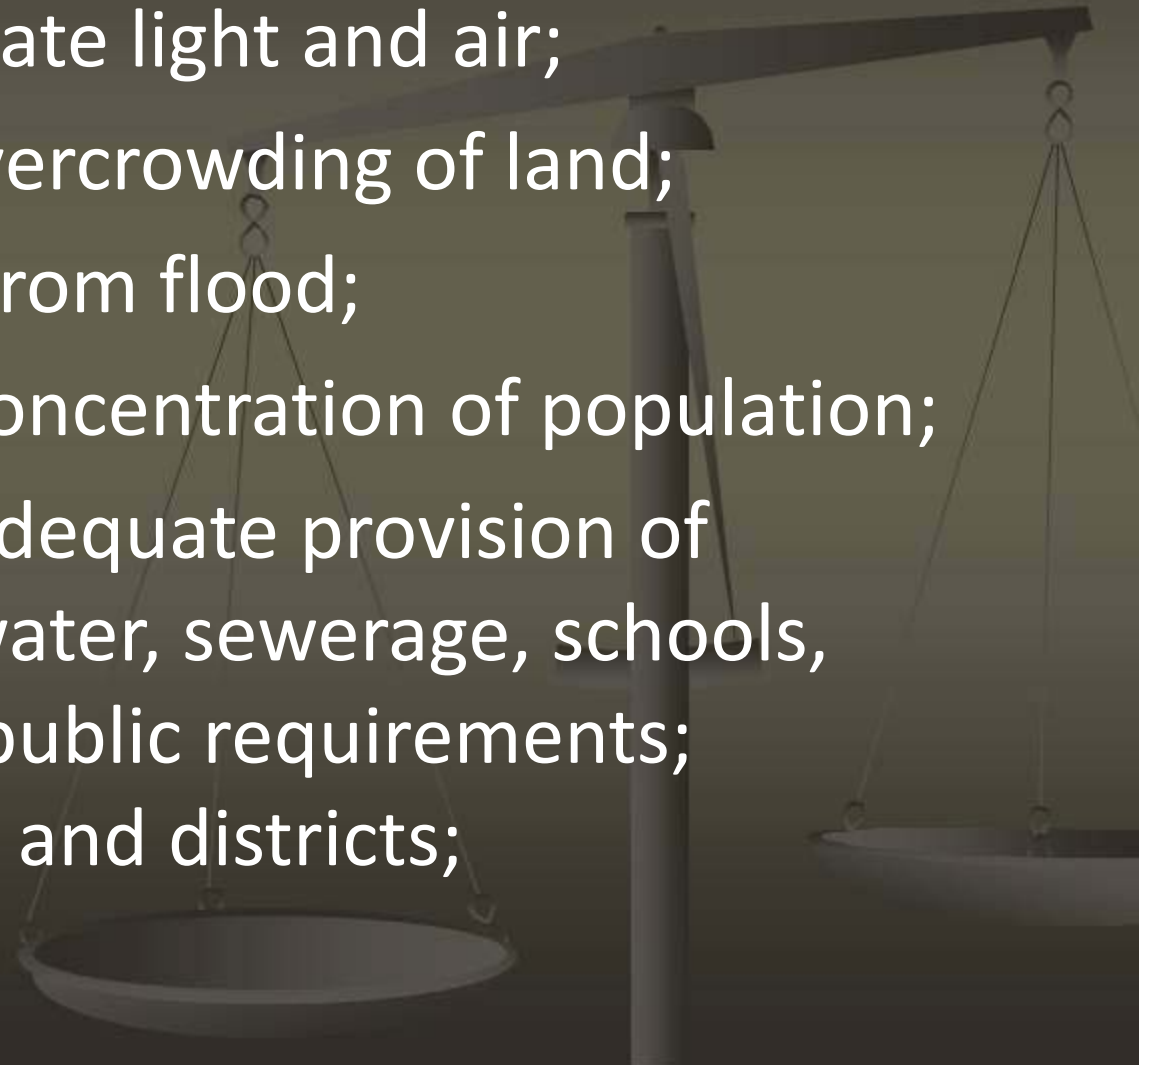 ate light and air;
vercrowding of land;
rom flood;
oncentration of population;
dequate provision of
vater, sewerage, schools,
public requirements;
and districts;